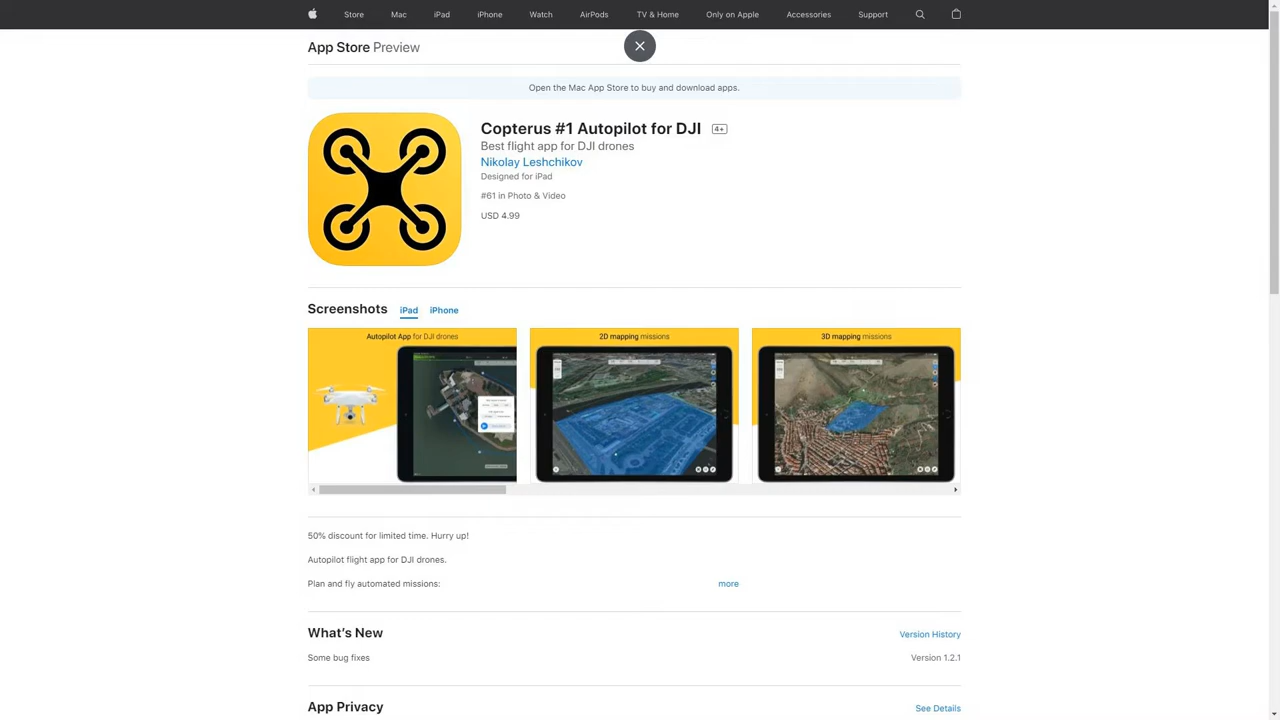 Store Mac iPad iPhone Watch AirPods TV & Home Only on Apple Accessories Support
App Store Preview
Open the Mac App Store to buy and download apps.
Copterus #1 Autopilot for DJI 4+
Best flight app for DJI drones
Nikolay Leshchikov
Designed for iPad
#61 in Photo & Video
USD 4.99
Screenshots iPad iPhone
Autopilot App for DJI drones
2D mapping missions
3D mapping missions
50% discount for limited time. Hurry up!
Autopilot flight app for DJI drones.
Plan and fly automated missions:
more
What's New
Version History
Some bug fixes
Version 1.2.1
App Privacy
See Details